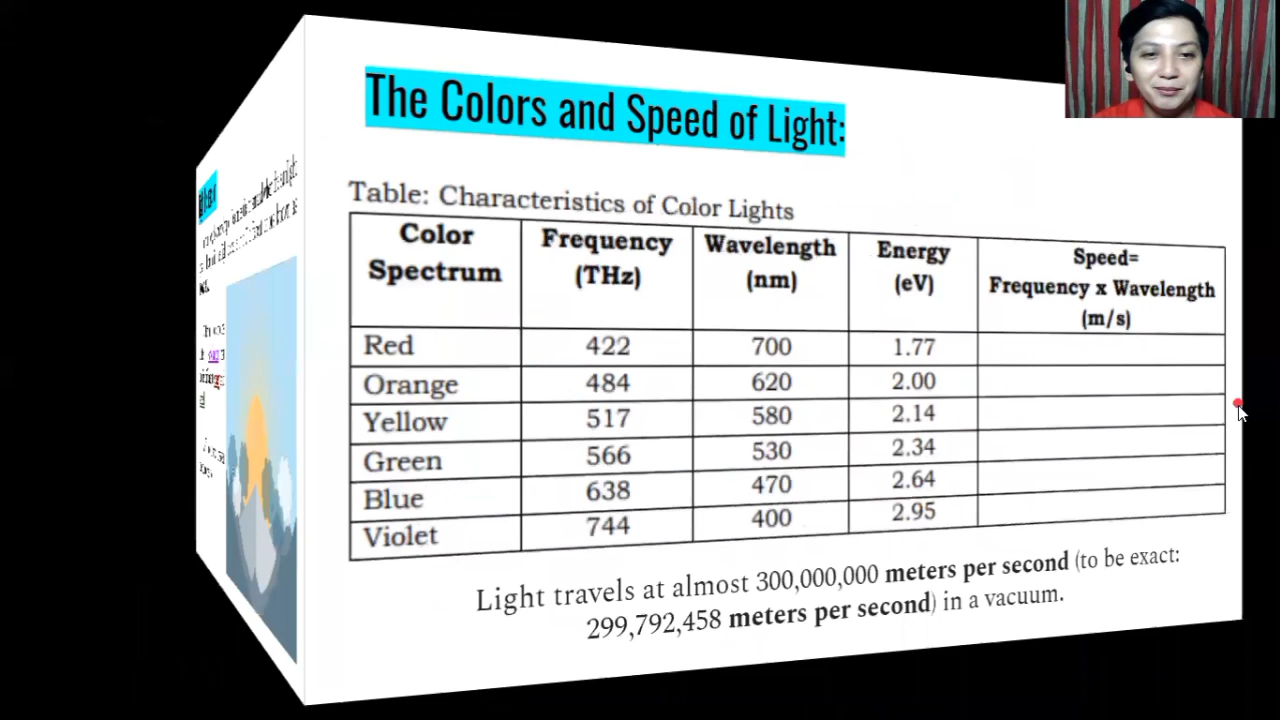 The Colors and Speed of Light:
Table: Characteristics of Color Lights
Color Spectrum Frequency (THz) Wavelength (nm) Energy (eV) Speed= Frequency x Wavelength (m/s)
Red 422 700 1.77
Orange 484 620 2.00
Yellow 517 580 2.14
Green 566 530 2.34
Blue 638 470 2.64
Violet 744 400 2.95
Light travels at almost 300,000,000 meters per second (to be exact:
299,792,458 meters per second) in a vacuum.